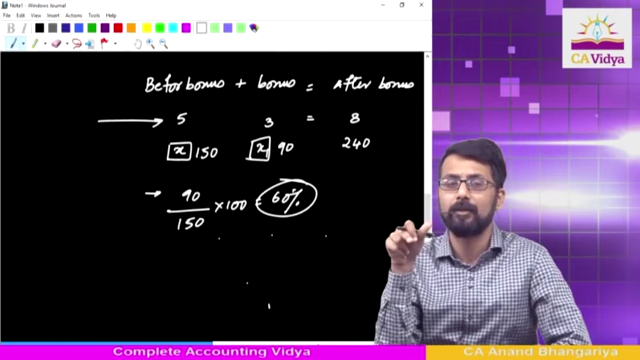 Note1 - Windows Journal
File Edit View Insert Actions Tools Help
B I
Befor bonus + bonus = after bonus
5 3 = 8
x 150 x 90 240
90
150
×100 = 60%
CA Vidya
Complete Accounting Vidya
CA Anand Bhangariya